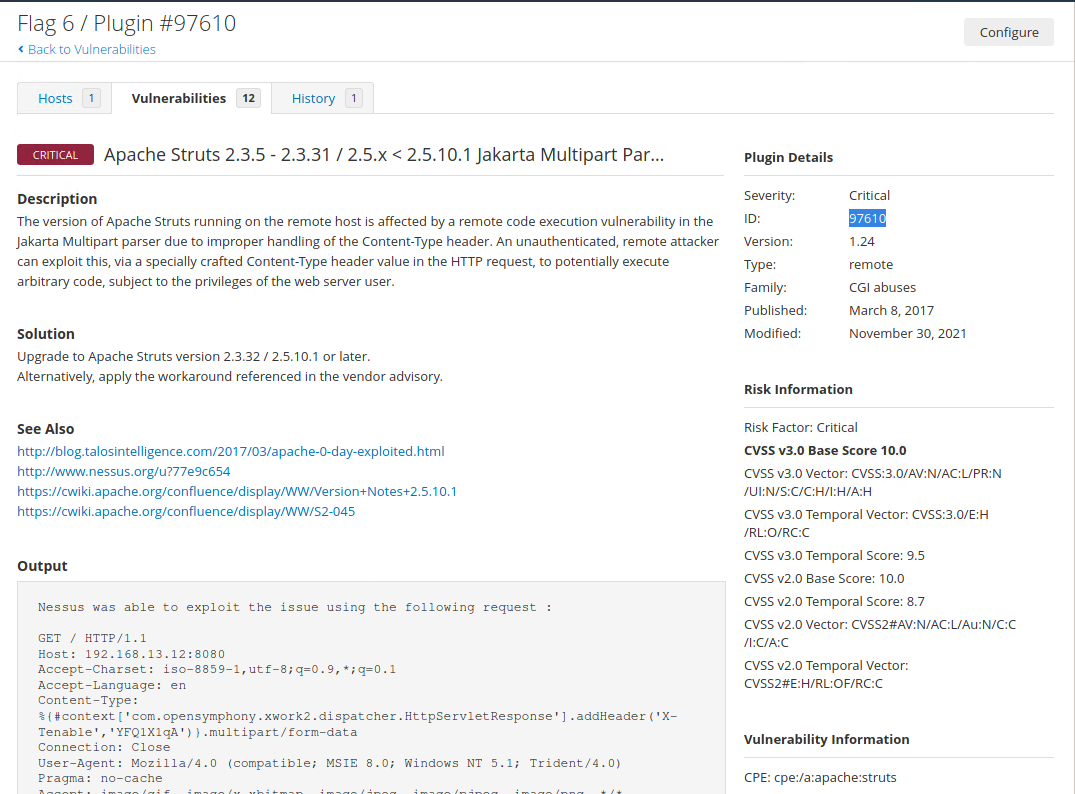 Flag 6 / Plugin #97610
Configure
Back to Vulnerabilities
Hosts 1 Vulnerabilities 12 History 1
CRITICAL Apache Struts 2.3.5 - 2.3.31 / 2.5.x < 2.5.10.1 Jakarta Multipart Par...
Description
The version of Apache Struts running on the remote host is affected by a remote code execution vulnerability in the
Jakarta Multipart parser due to improper handling of the Content-Type header. An unauthenticated, remote attacker
can exploit this, via a specially crafted Content-Type header value in the HTTP request, to potentially execute
arbitrary code, subject to the privileges of the web server user.
Solution
Upgrade to Apache Struts version 2.3.32 / 2.5.10.1 or later.
Alternatively, apply the workaround referenced in the vendor advisory.
See Also
http://blog.talosintelligence.com/2017/03/apache-0-day-exploited.html
http://www.nessus.org/u?77e9c654
https://cwiki.apache.org/confluence/display/WW/Version+Notes+2.5.10.1
https://cwiki.apache.org/confluence/display/WW/S2-045
Output
Nessus was able to exploit the issue using the following request :
GET / HTTP/1.1
Host: 192.168.13.12:8080
Accept-Charset: iso-8859-1,utf-8;q=0.9,*;q=0.1
Accept-Language: en
Content-Type:
%{#context['com.opensymphony.xwork2.dispatcher.HttpServletResponse'].addHeader('X-
Tenable','YFQ1X1qA')}.multipart/form-data
Connection: Close
User-Agent: Mozilla/4.0 (compatible; MSIE 8.0; Windows NT 5.1; Trident/4.0)
Pragma: no-cache
Accept: image/gif, image/x-xbitmap, image/jpeg, image/pjpeg, image/png, */*
Plugin Details
Severity: Critical
ID: 97610
Version: 1.24
Type: remote
Family: CGI abuses
Published: March 8, 2017
Modified: November 30, 2021
Risk Information
Risk Factor: Critical
CVSS v3.0 Base Score 10.0
CVSS v3.0 Vector: CVSS:3.0/AV:N/AC:L/PR:N
/UI:N/S:C/C:H/I:H/A:H
CVSS v3.0 Temporal Vector: CVSS:3.0/E:H
/RL:O/RC:C
CVSS v3.0 Temporal Score: 9.5
CVSS v2.0 Base Score: 10.0
CVSS v2.0 Temporal Score: 8.7
CVSS v2.0 Vector: CVSS2#AV:N/AC:L/Au:N/C:C
/I:C/A:C
CVSS v2.0 Temporal Vector:
CVSS2#E:H/RL:OF/RC:C
Vulnerability Information
CPE: cpe:/a:apache:struts